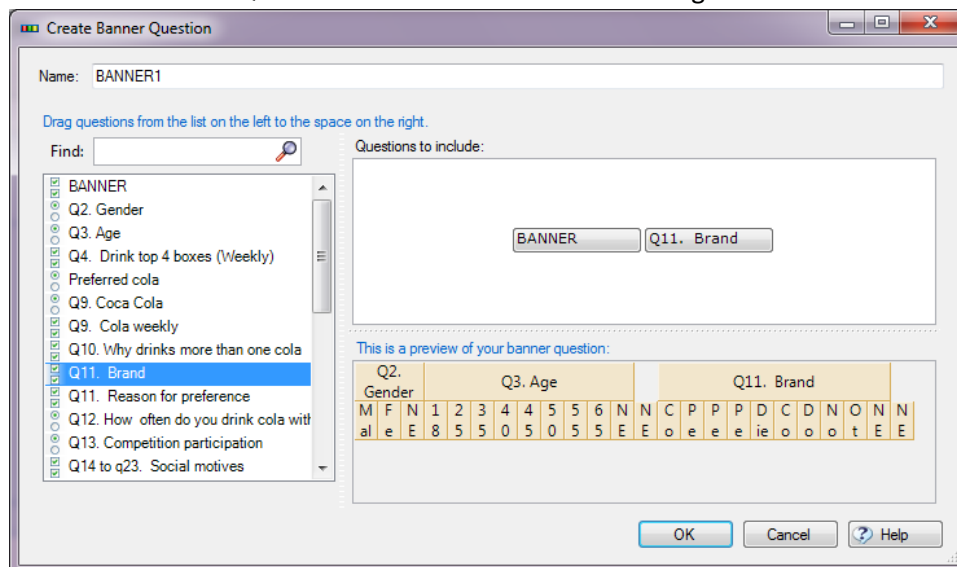 Create Banner Question
Name: BANNER1
Drag questions from the list on the left to the space on the right.
Find:
BANNER
Q2. Gender
Q3. Age
Q4. Drink top 4 boxes (Weekly)
Preferred cola
Q9. Coca Cola
Q9. Cola weekly
Q10. Why drinks more than one cola
Q11. Brand
Q11. Reason for preference
Q12. How often do you drink cola with
Q13. Competition participation
Q14 to q23. Social motives
Questions to include:
BANNER Q11. Brand
This is a preview of your banner question:
Q2. Gender Q3. Age Q11. Brand
M F N 1 2 3 4 4 5 5 6 N N C P P P D C D N O N N
al e E 8 5 5 0 5 0 5 5 E E o e e e ie o o o t E E
OK Cancel Help